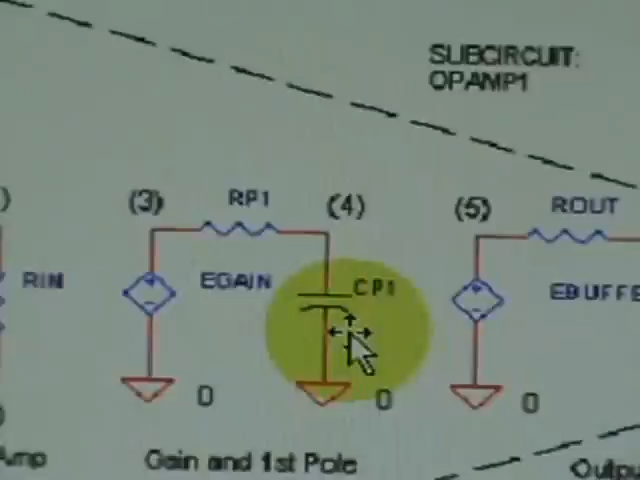 SUBCIRCUIT:
OPAMP1
(3)
RP1
(4)
(5)
ROUT
RIN
EGAIN
CP1
EBUFFE
0
0
0
Amp
Gain and 1st Pole
Outpu